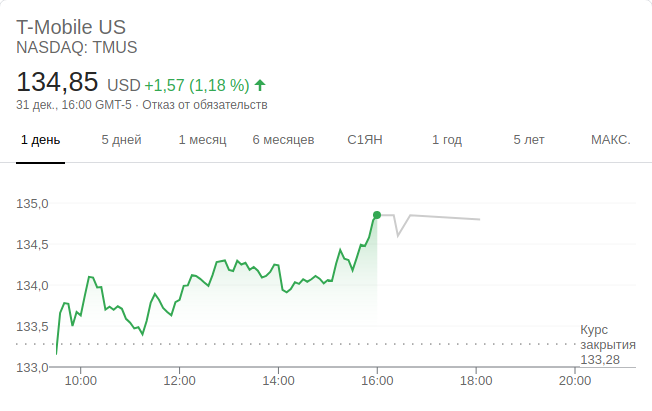 T-Mobile US
NASDAQ: TMUS
134,85 USD +1,57 (1,18 %)
31 дек., 16:00 GMT-5 · Отказ от обязательств
1 день 5 дней 1 месяц 6 месяцев С1ЯН 1 год 5 лет МАКС.
135,0
134,5
134,0
133,5
Курс
закрытия
133,28
133,0
10:00 12:00 14:00 16:00 18:00 20:00